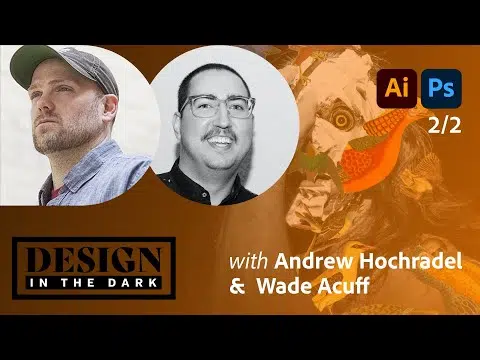 Ai Ps
2/2
DESIGN
IN THE DARK
with Andrew Hochradel
& Wade Acuff